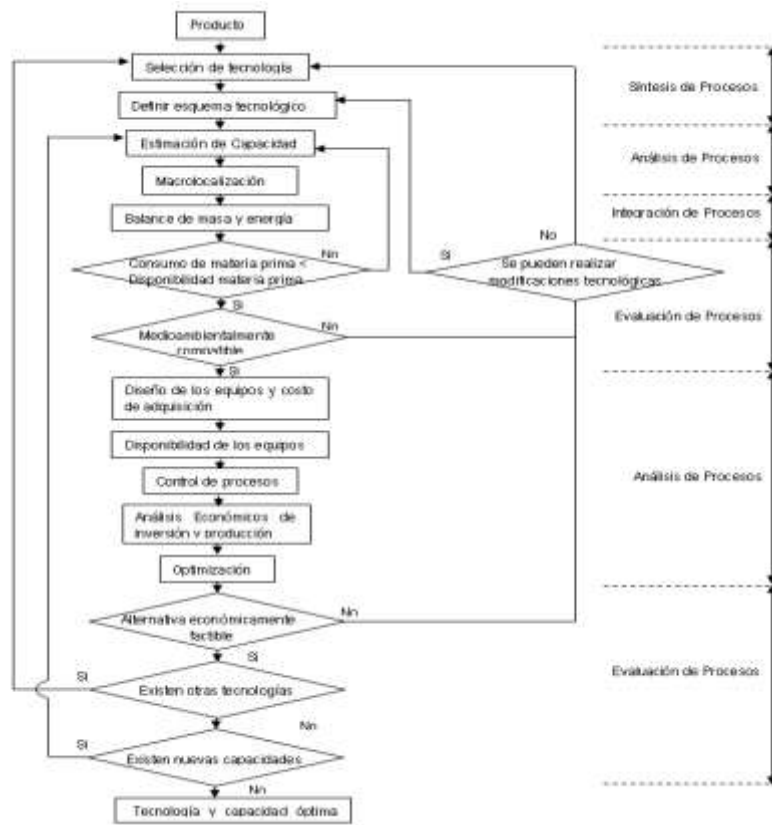 Producto
Selección de tecnología
Síntesis de Procesos
Definir esquema tecnológico
Estimación de Capacidad
Análisis de Procesos
Macrolocalización
Balance de masa y energía
Integración de Procesos
No
No
Consumo de materia prima <
Disponibilidad materia prima
Si
Se pueden realizar
modificaciones tecnológicas
Si
Evaluación de Procesos
Medioambientalmente
compatible
No
Si
Diseño de los equipos y costo
de adquisición
Disponibilidad de los equipos
Control de procesos
Análisis de Procesos
Análisis Económicos de
Inversión y producción
Optimización
No
Alternativa económicamente
factible
Si
Si
Existen otras tecnologías
Evaluación de Procesos
No
Si
Existen nuevas capacidades
No
Tecnología y capacidad óptima